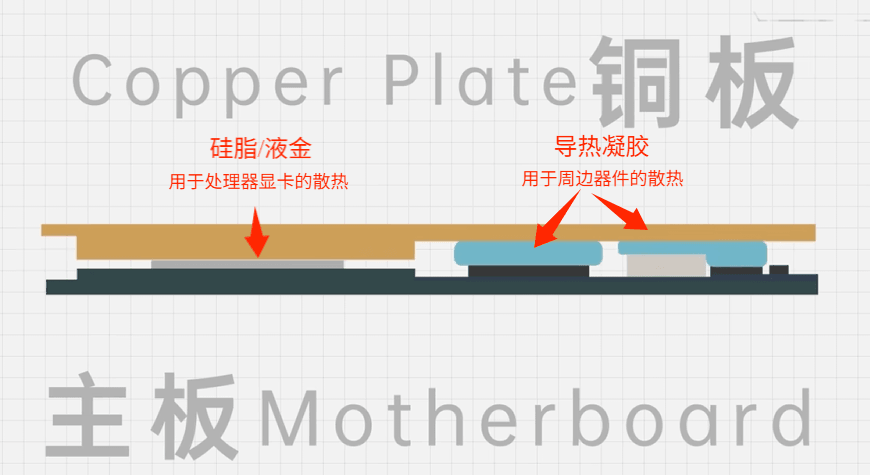 Copper Plate铜板
硅脂/液金
用于处理器显卡的散热
导热凝胶
用于周边器件的散热
主板Motherboard